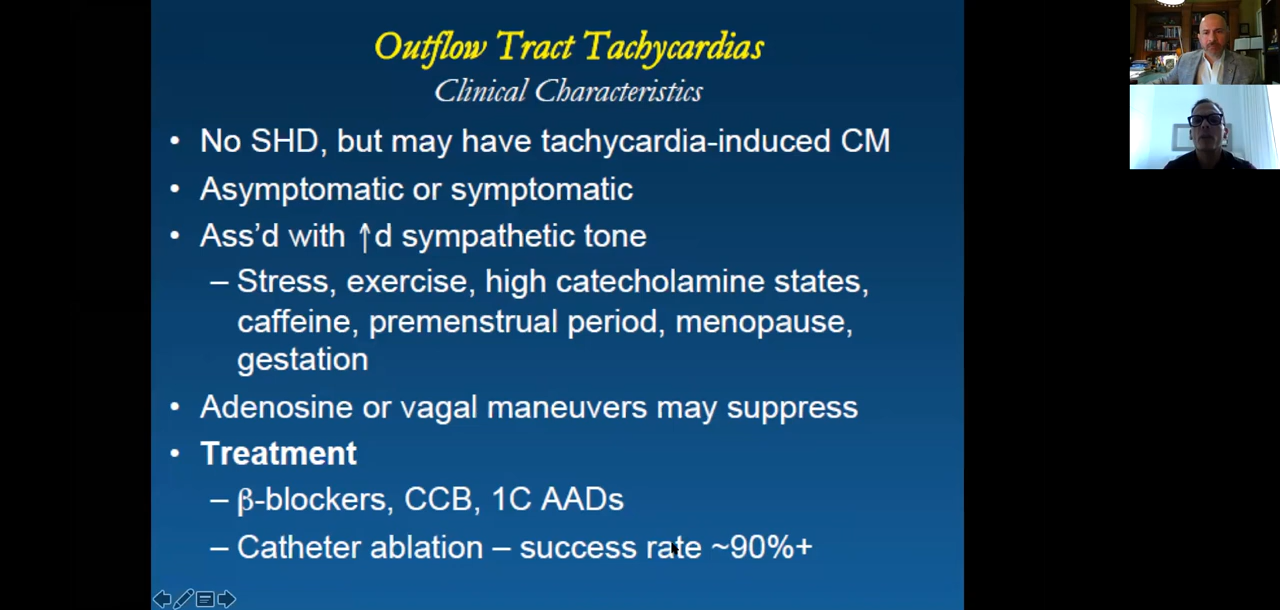 Outflow Tract Tachycardias
Clinical Characteristics
• No SHD, but may have tachycardia-induced CM
• Asymptomatic or symptomatic
• Ass’d with ↑d sympathetic tone
– Stress, exercise, high catecholamine states,
caffeine, premenstrual period, menopause,
gestation
• Adenosine or vagal maneuvers may suppress
• Treatment
– β-blockers, CCB, 1C AADs
– Catheter ablation – success rate ~90%+